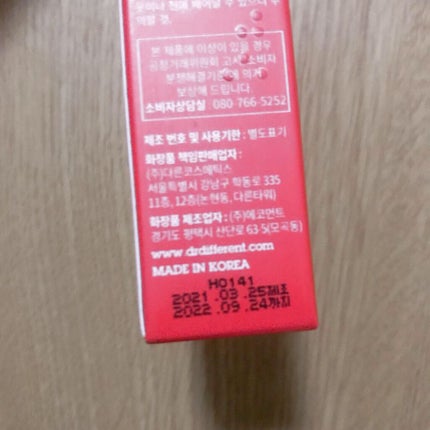 이할 것.
본 제품에 이상이 있을 경우
공정거래위원회 고시 소비자
분쟁해결기준에 의거
보상해 드립니다.
소비자상담실 080-766-5252
제조 번호 및 사용기한 : 별도표기
화장품 책임판매업자 :
(주)다른코스메틱스
서울특별시 강남구 학동로 335
11층, 12층(논현동, 다른타워)
화장품 제조업자 : (주)에코먼트
경기도 평택시 산단로 63-5(모곡동)
www.drdifferent.com
MADE IN KOREA
HO141
2021.03.25제조
2022.09.24까지